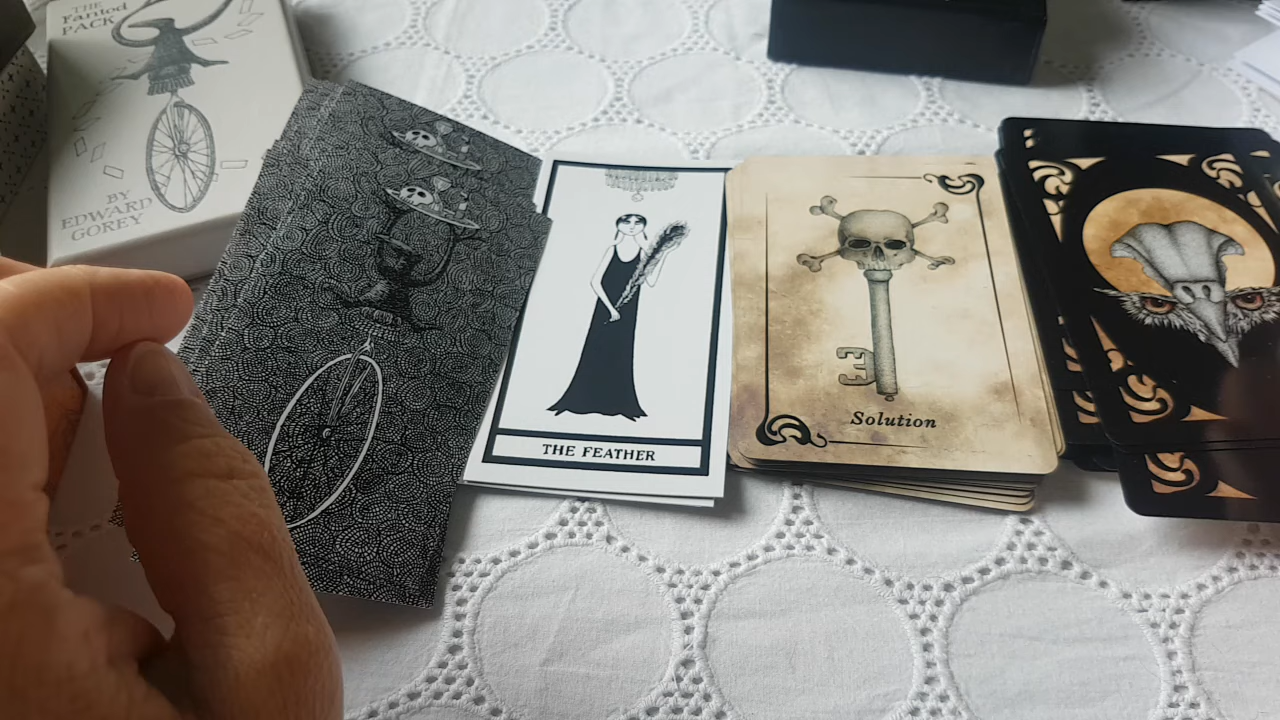 THE
Fantod
PACK
BY
EDWARD
GOREY
THE FEATHER
Solution